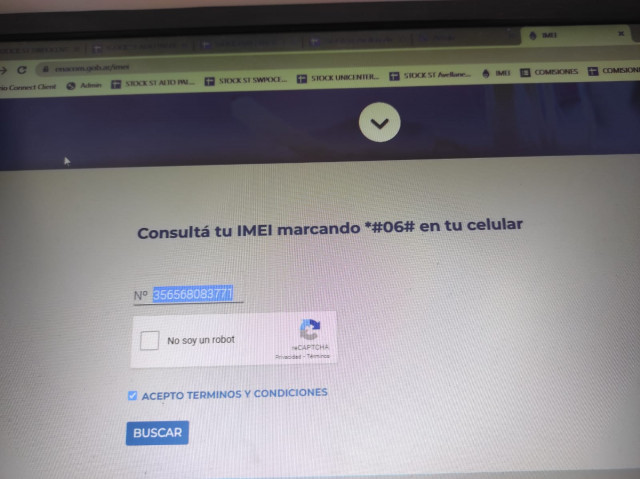 IMEI
enacom.gob.ar/imei
Connect Client Admin STOCK ST ALTO PAL... STOCK ST SWPOCE... STOCK UNICENTER... STOCK ST Avellane... IMEI COMISIONES COMISION
Consultá tu IMEI marcando *#06# en tu celular
Nº 356568083771
No soy un robot
reCAPTCHA
Privacidad - Términos
ACEPTO TERMINOS Y CONDICIONES
BUSCAR